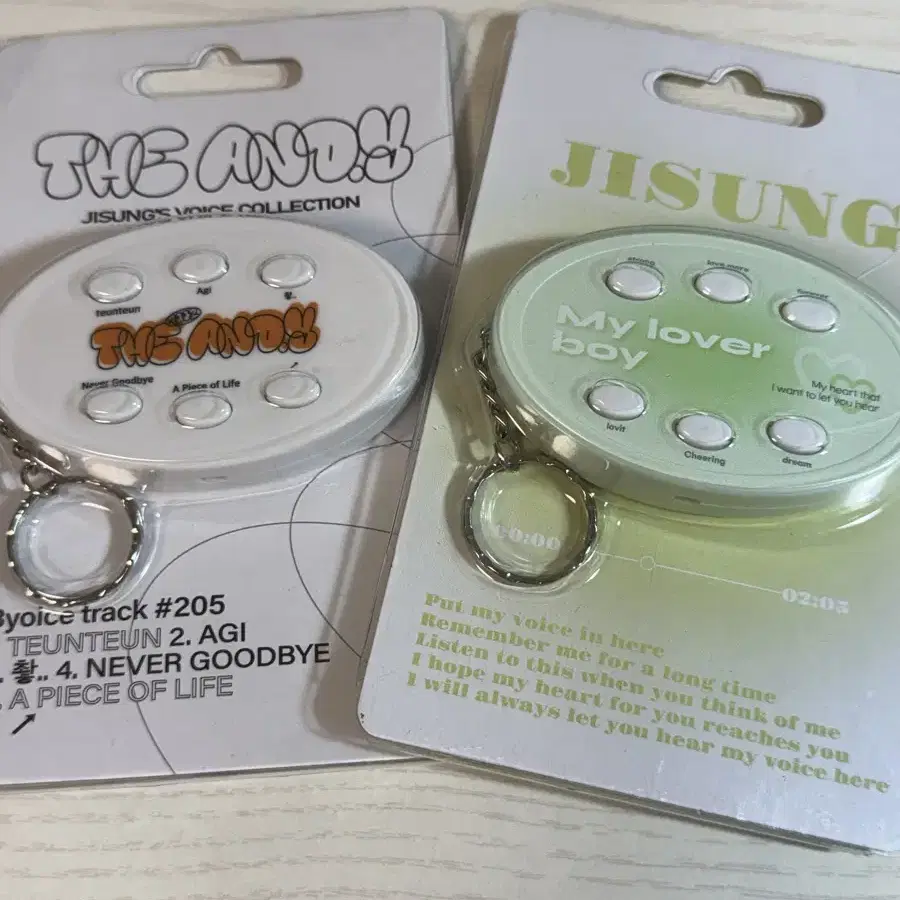 THE AND.Y
JISUNG'S VOICE COLLECTION
teunteun
Agi
THE AND.Y
Never Goodbye
A Piece of Life
↗
yoice track #205
TEUNTEUN 2. AGI
4. NEVER GOODBYE
A PIECE OF LIFE
↗
JISUNG
strong
love more
My lover
boy
My heart that
I want to let you hear
lovit
Cheering
dream
00:00
02:05
Put my voice in here
Remember me for a long time
Listen to this when you think of me
I hope my heart for you reaches you
I will always let you hear my voice here